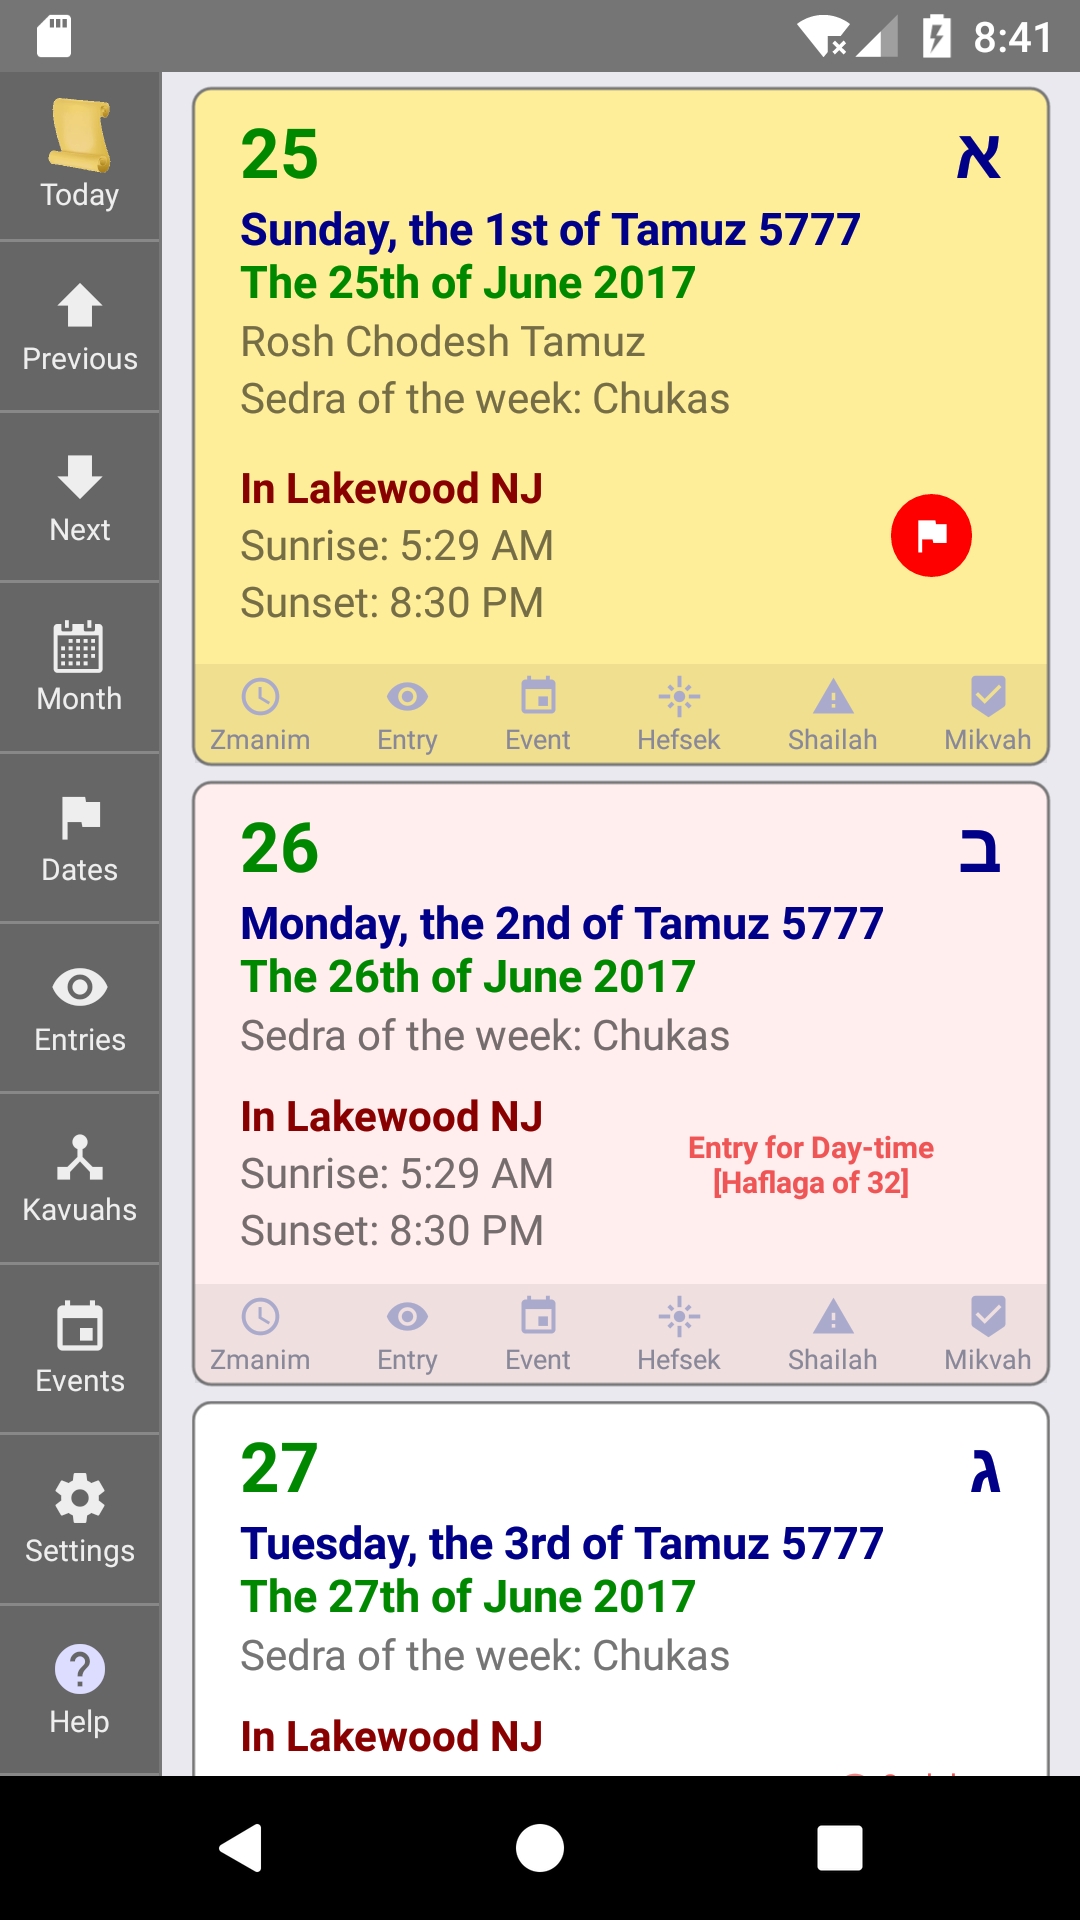 8:41
Today
Previous
Next
Month
Dates
Entries
Kavuahs
Events
Settings
Help
25
א
Sunday, the 1st of Tamuz 5777
The 25th of June 2017
Rosh Chodesh Tamuz
Sedra of the week: Chukas
In Lakewood NJ
Sunrise: 5:29 AM
Sunset: 8:30 PM
Zmanim Entry Event Hefsek Shailah Mikvah
26
ב
Monday, the 2nd of Tamuz 5777
The 26th of June 2017
Sedra of the week: Chukas
In Lakewood NJ
Sunrise: 5:29 AM
Sunset: 8:30 PM
Entry for Day-time
[Haflaga of 32]
Zmanim Entry Event Hefsek Shailah Mikvah
27
ג
Tuesday, the 3rd of Tamuz 5777
The 27th of June 2017
Sedra of the week: Chukas
In Lakewood NJ